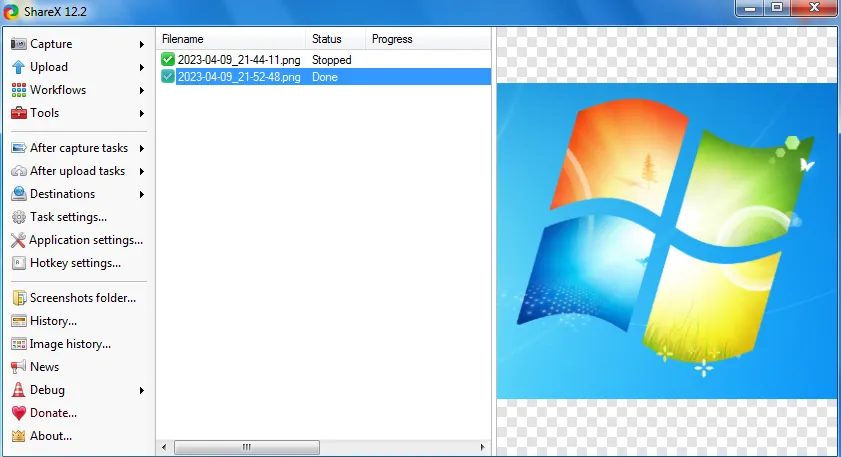 ShareX 12.2
Capture
Upload
Workflows
Tools
After capture tasks
After upload tasks
Destinations
Task settings...
Application settings...
Hotkey settings...
Screenshots folder...
History...
Image history...
News
Debug
Donate...
About...
Filename Status Progress
2023-04-09_21-44-11.png Stopped
2023-04-09_21-52-48.png Done